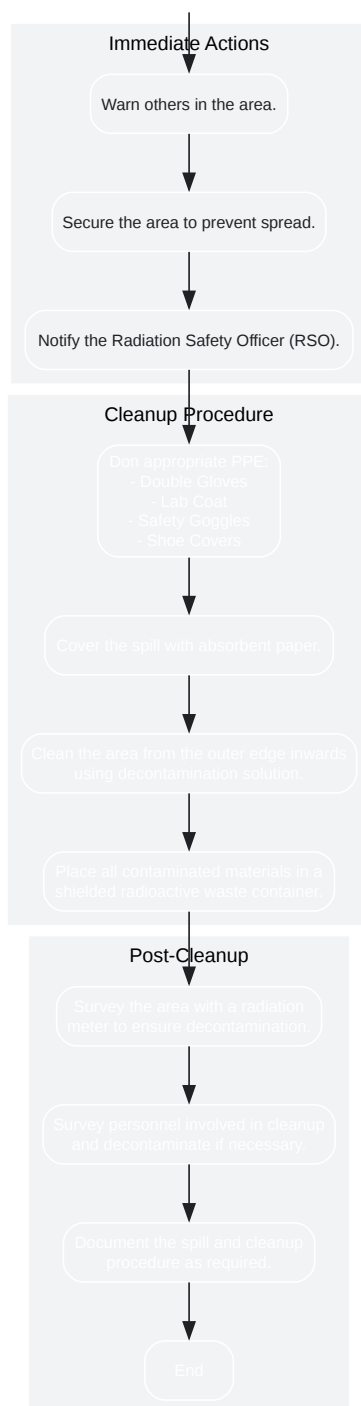 Immediate Actions
Warn others in the area.
Secure the area to prevent spread.
Notify the Radiation Safety Officer (RSO).
Cleanup Procedure
Don appropriate PPE.
- Double Gloves
- Lab Coat
- Safety Goggles
- Shoe Covers
Cover the spill with absorbent paper.
Clean the area from the outer edge inwards
using decontamination solution.
Place all contaminated materials in a
shielded radioactive waste container.
Post-Cleanup
Survey the area with a radiation
meter to ensure decontamination.
Survey personnel involved in cleanup
and decontaminate if necessary.
Document the spill and cleanup
procedure as required.
End